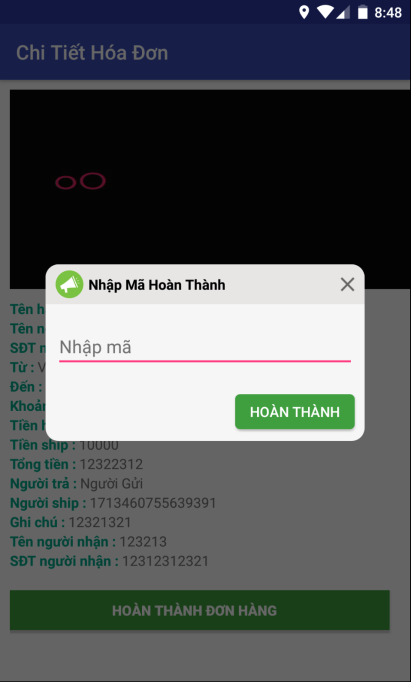 8:48
Chi Tiết Hóa Đơn
Nhập Mã Hoàn Thành
Nhập mã
HOÀN THÀNH
Tên
Tên
SĐT
Từ :
Đến :
Tiền
Tiền ship : 10000
Tổng tiền : 12322312
Người trả : Người Gửi
Người ship : 1713460755639391
Ghi chú : 12321321
Tên người nhận : 123213
SĐT người nhận : 12312312321
HOÀN THÀNH ĐƠN HÀNG